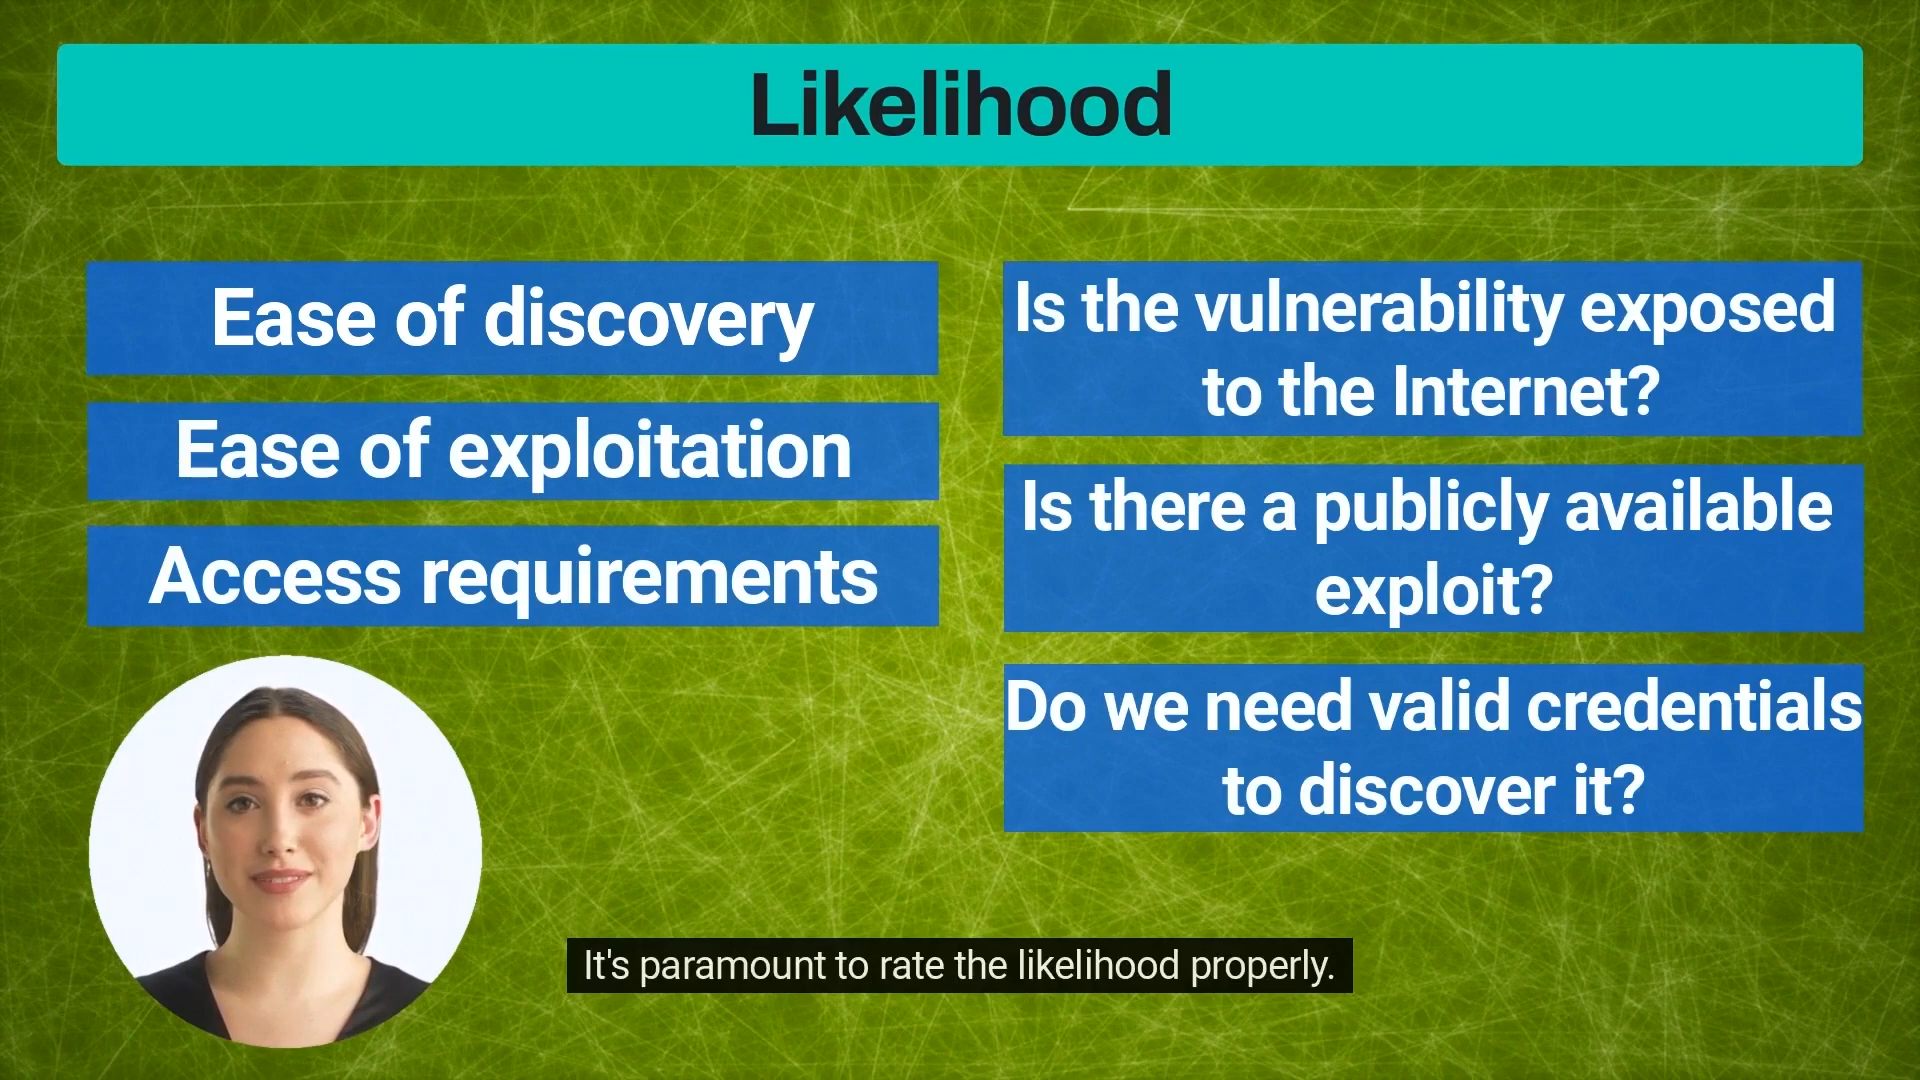 Likelihood
Ease of discovery
Ease of exploitation
Access requirements
Is the vulnerability exposed
to the Internet?
Is there a publicly available
exploit?
Do we need valid credentials
to discover it?
It's paramount to rate the likelihood properly.